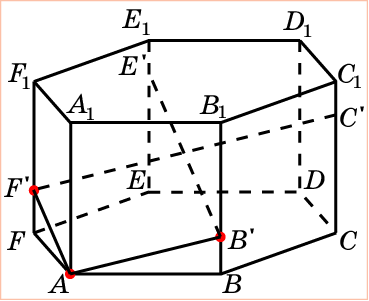 E₁ D₁
E'
F₁ A₁ B₁ C₁
C'
F' E D
F B' C
A B